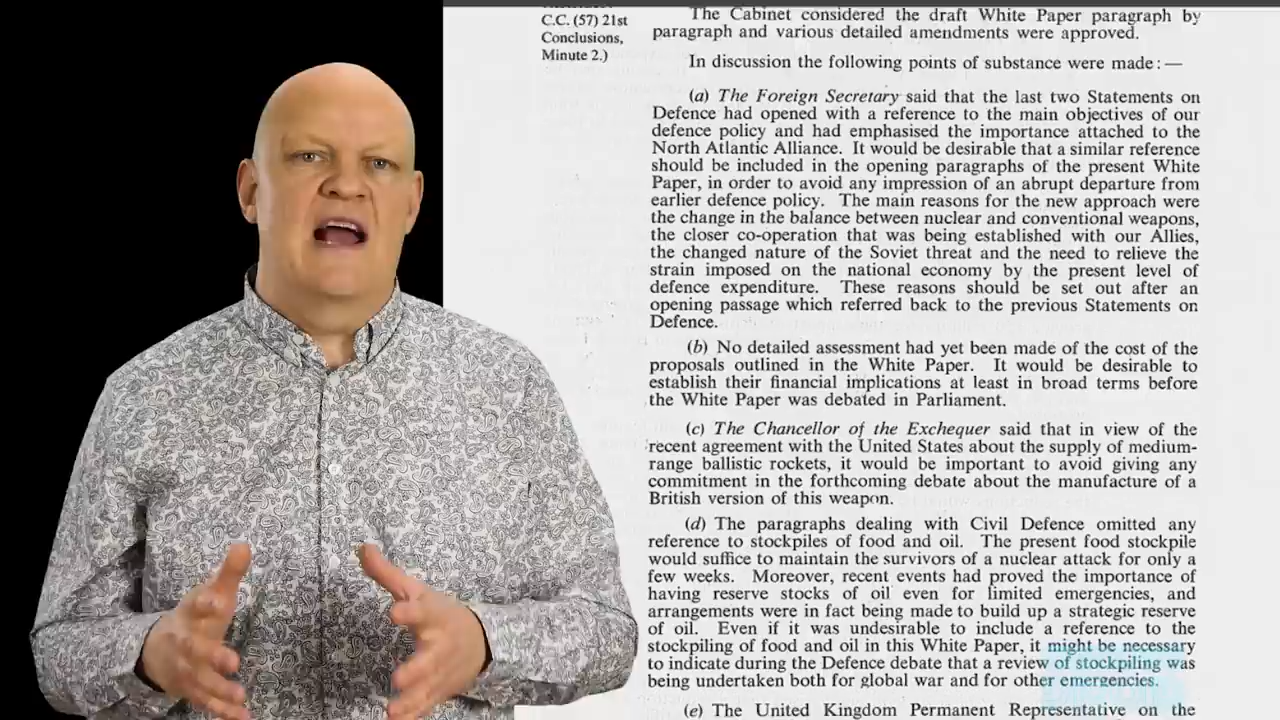 C.C. (57) 21st
Conclusions,
Minute 2.)
The Cabinet considered the draft White Paper paragraph by
paragraph and various detailed amendments were approved.
In discussion the following points of substance were made:—
(a) The Foreign Secretary said that the last two Statements on
Defence had opened with a reference to the main objectives of our
defence policy and had emphasised the importance attached to the
North Atlantic Alliance. It would be desirable that a similar reference
should be included in the opening paragraphs of the present White
Paper, in order to avoid any impression of an abrupt departure from
earlier defence policy. The main reasons for the new approach were
the change in the balance between nuclear and conventional weapons,
the closer co-operation that was being established with our Allies,
the changed nature of the Soviet threat and the need to relieve the
strain imposed on the national economy by the present level of
defence expenditure. These reasons should be set out after an
opening passage which referred back to the previous Statements on
Defence.
(b) No detailed assessment had yet been made of the cost of the
proposals outlined in the White Paper. It would be desirable to
establish their financial implications at least in broad terms before
the White Paper was debated in Parliament.
(c) The Chancellor of the Exchequer said that in view of the
recent agreement with the United States about the supply of medium-
range ballistic rockets, it would be important to avoid giving any
commitment in the forthcoming debate about the manufacture of a
British version of this weapon.
(d) The paragraphs dealing with Civil Defence omitted any
reference to stockpiles of food and oil. The present food stockpile
would suffice to maintain the survivors of a nuclear attack for only a
few weeks. Moreover, recent events had proved the importance of
having reserve stocks of oil even for limited emergencies, and
arrangements were in fact being made to build up a strategic reserve
of oil. Even if it was undesirable to include a reference to the
stockpiling of food and oil in this White Paper, it might be necessary
to indicate during the Defence debate that a review of stockpiling was
being undertaken both for global war and for other emergencies.
(e) The United Kingdom Permanent Representative on the